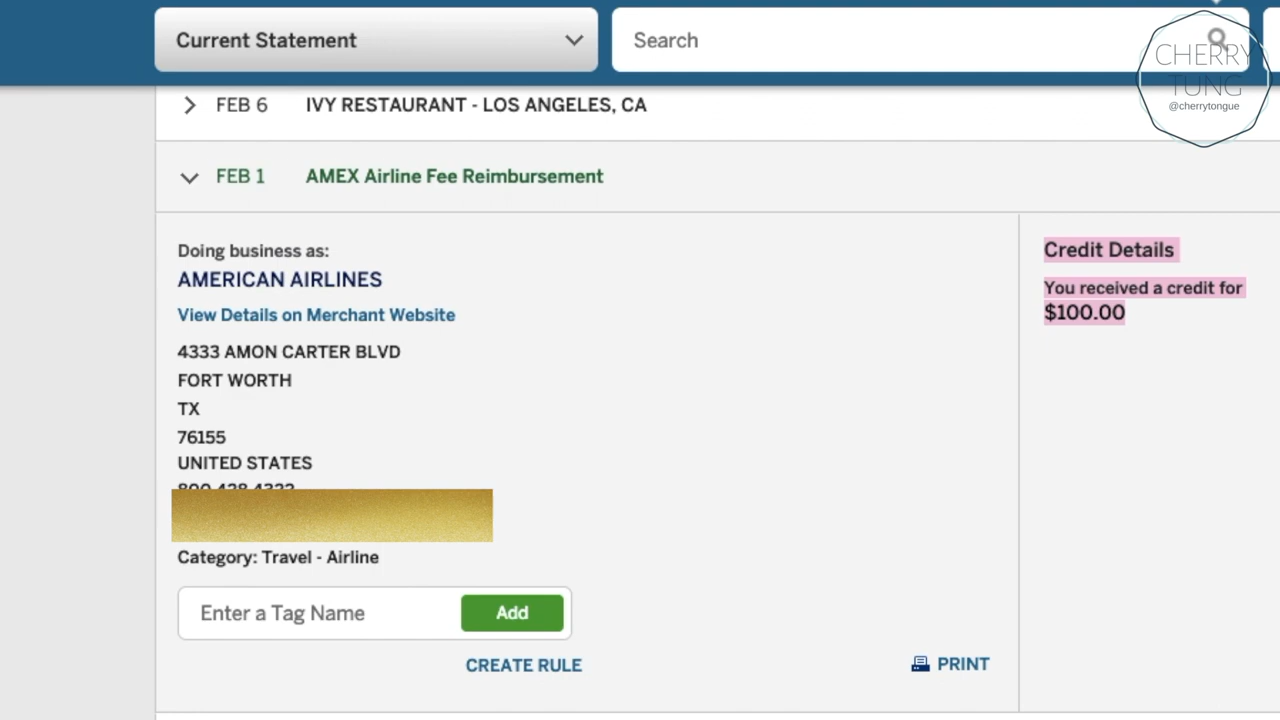 Current Statement
Search
CHERRY
TUNG
@cherrytongue
FEB 6 IVY RESTAURANT - LOS ANGELES, CA
FEB 1 AMEX Airline Fee Reimbursement
Doing business as:
AMERICAN AIRLINES
View Details on Merchant Website
4333 AMON CARTER BLVD
FORT WORTH
TX
76155
UNITED STATES
Category: Travel - Airline
Enter a Tag Name Add
CREATE RULE
PRINT
Credit Details
You received a credit for
$100.00